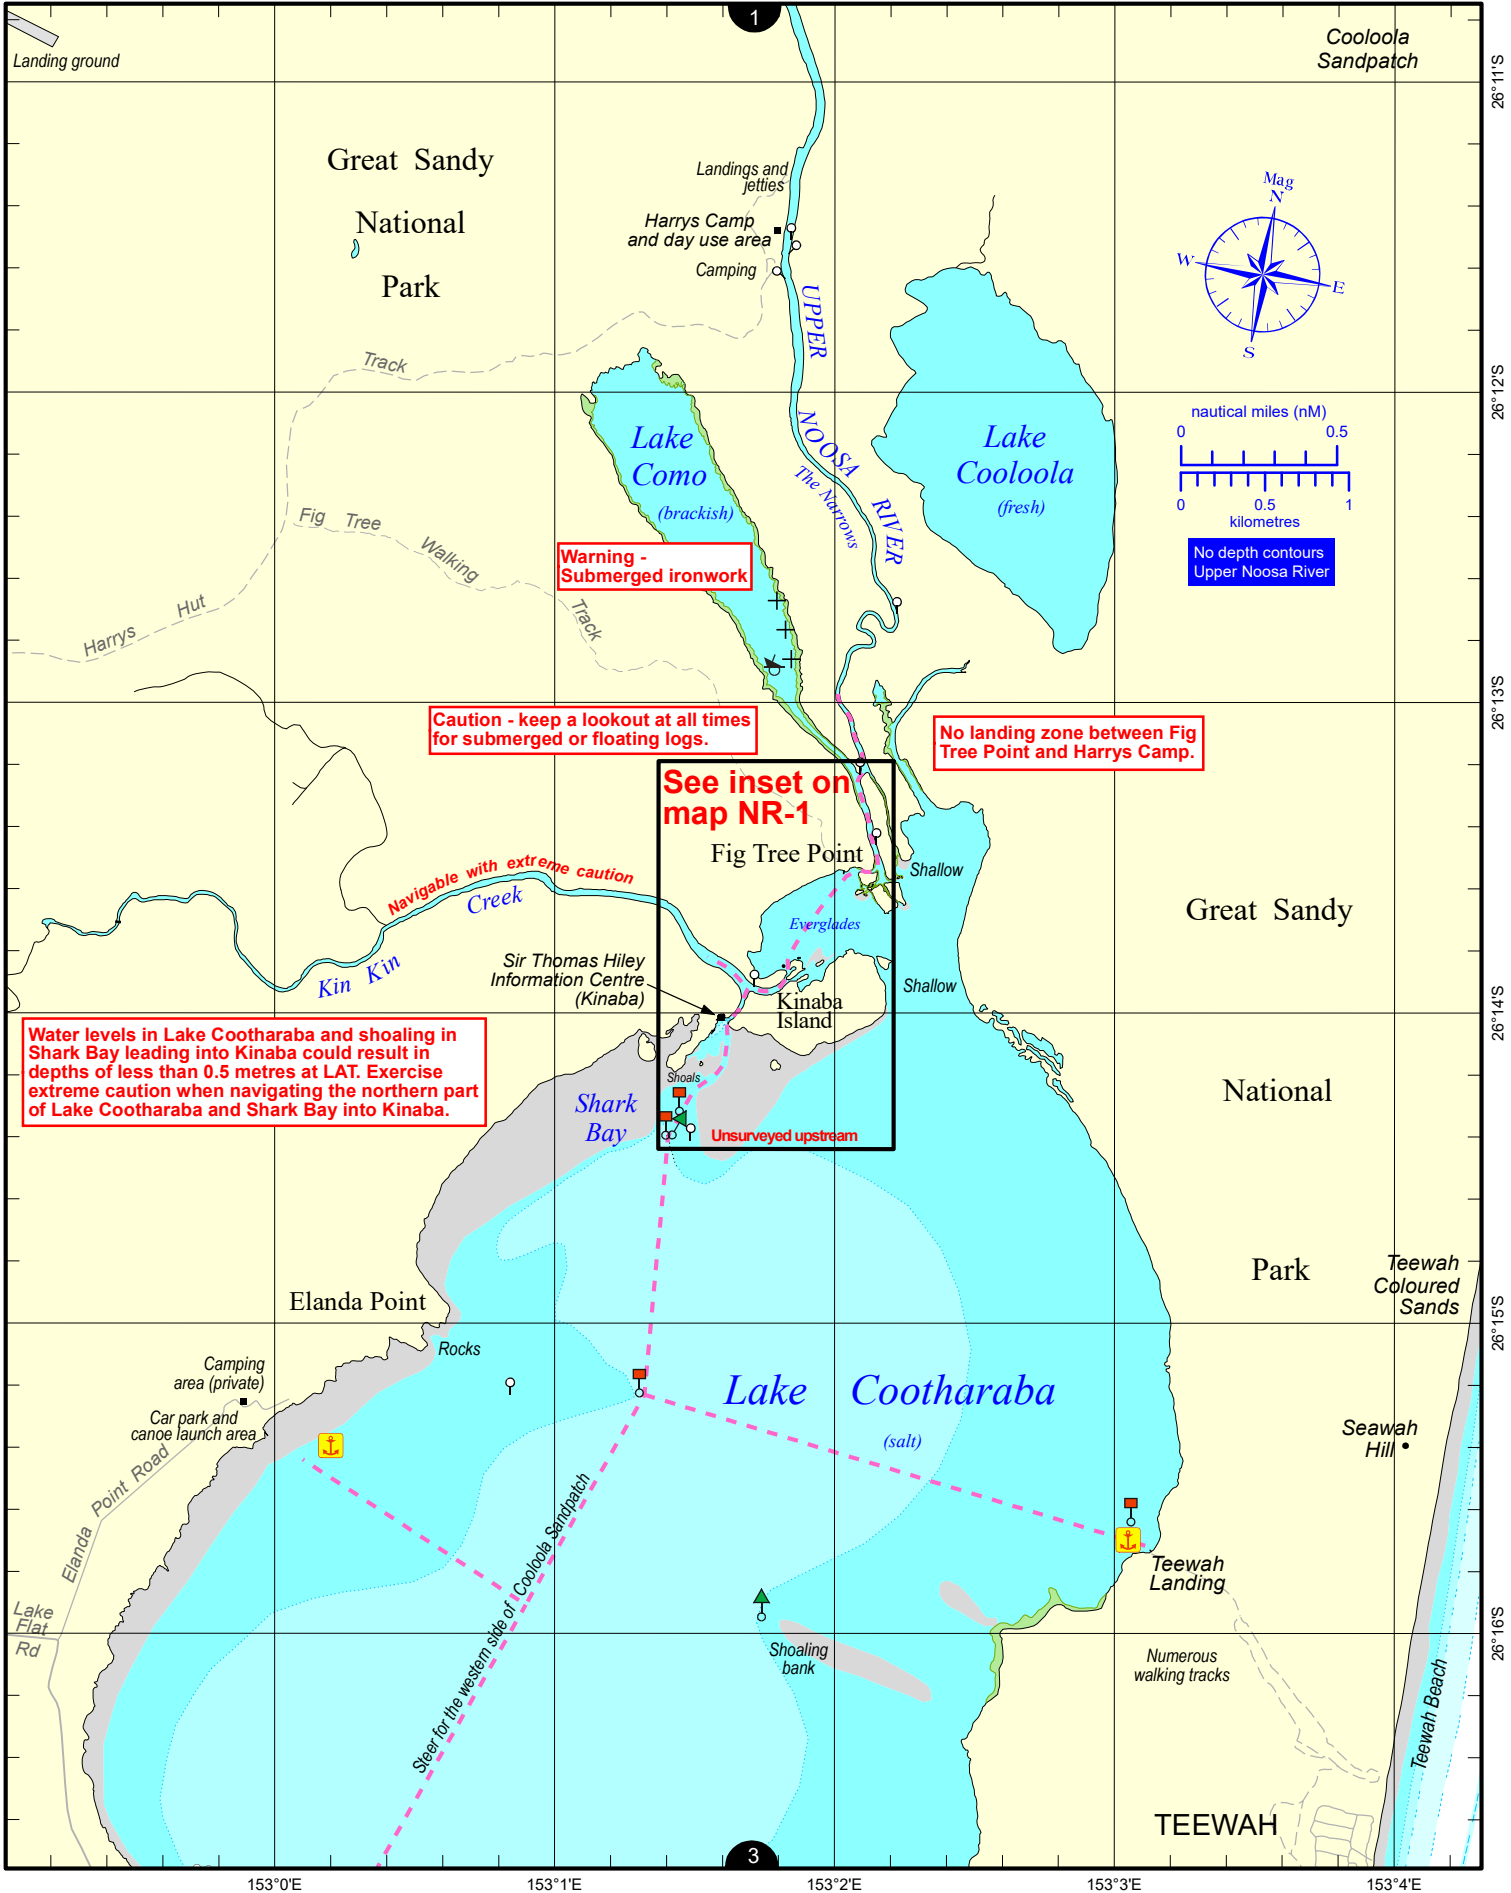 1
Landing ground
Cooloola
Sandpatch
26°11'S
Great Sandy
National
Park
Landings and
jetties
Harrys Camp
and day use area
Camping
Mag
N
W
E
S
UPPER
NOOSA
RIVER
The Narrows
Track
26°12'S
Lake
Como
(brackish)
Lake
Cooloola
(fresh)
nautical miles (nM)
0 0.5
0 0.5 1
kilometres
No depth contours
Upper Noosa River
Fig Tree
Walking
Track
Harrys Hut
Warning -
Submerged ironwork
26°13'S
Caution - keep a lookout at all times
for submerged or floating logs.
No landing zone between Fig
Tree Point and Harrys Camp.
See inset on
map NR-1
Fig Tree Point
Shallow
Navigable with extreme caution
Kin Kin Creek
Everglades
Great Sandy
Sir Thomas Hiley
Information Centre
(Kinaba)
Kinaba
Island
Shallow
26°14'S
Water levels in Lake Cootharaba and shoaling in
Shark Bay leading into Kinaba could result in
depths of less than 0.5 metres at LAT. Exercise
extreme caution when navigating the northern part
of Lake Cootharaba and Shark Bay into Kinaba.
Shoals
Shark
Bay
Unsurveyed upstream
National
Park
Teewah
Coloured
Sands
Elanda Point
26°15'S
Rocks
Camping
area (private)
Car park and
canoe launch area
Lake Cootharaba
(salt)
Seawah
Hill
Elanda Point Road
Steer for the western side of Cooloola Sandpatch
Teewah
Landing
Lake
Flat
Rd
26°16'S
Shoaling
bank
Numerous
walking tracks
Teewah Beach
TEEWAH
3
153°0'E
153°1'E
153°2'E
153°3'E
153°4'E